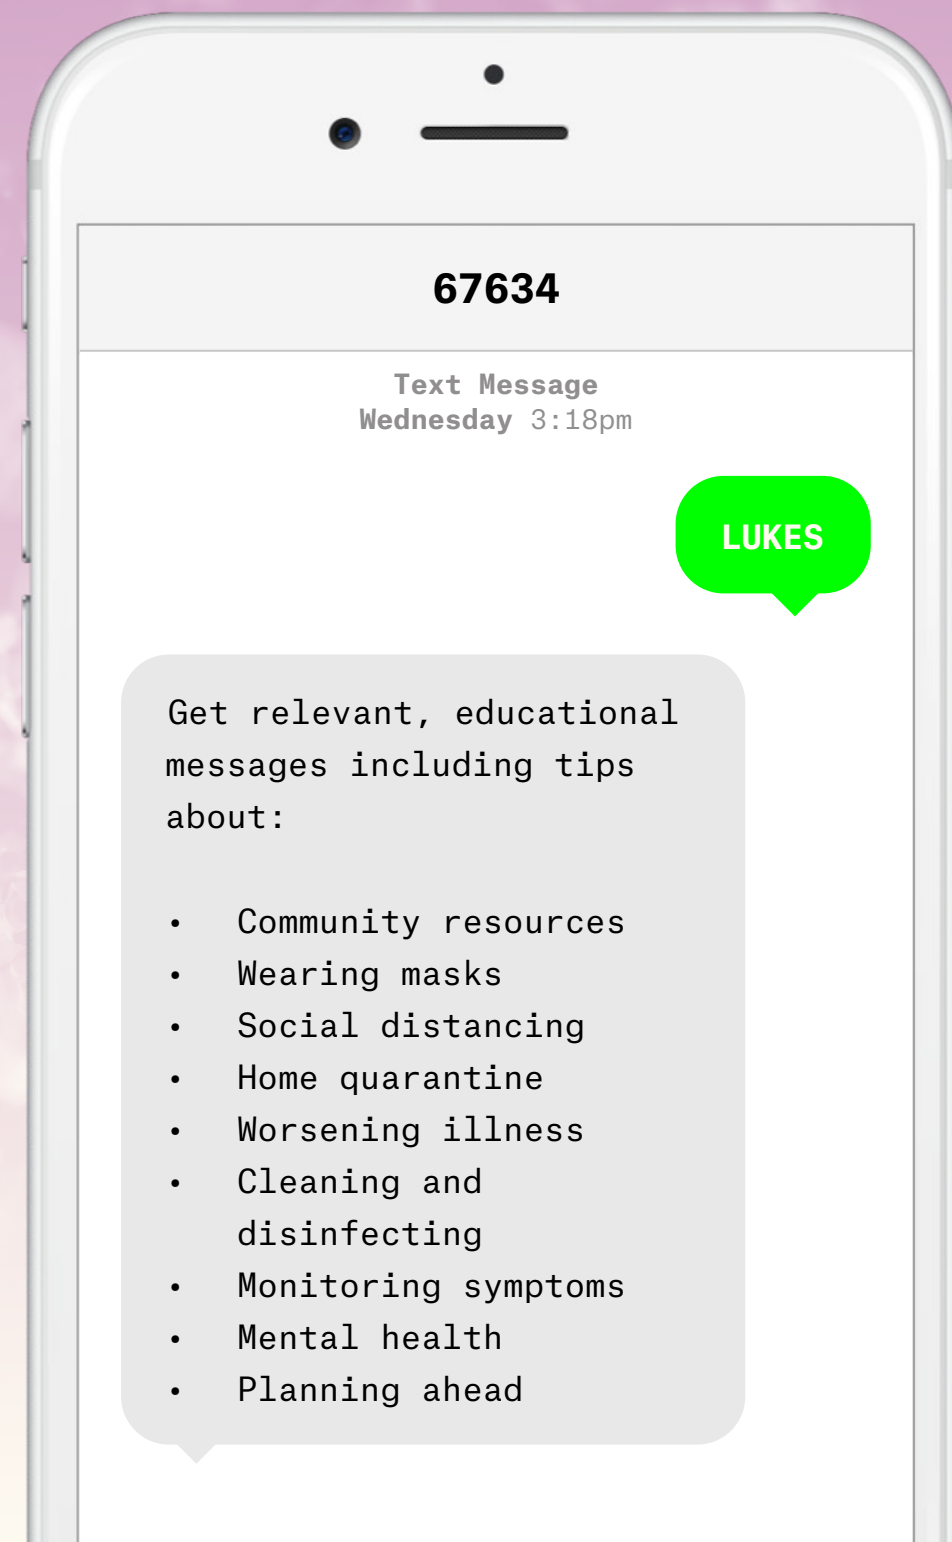 67634
Text Message
Wednesday 3:18pm
LUKES
Get relevant, educational
messages including tips
about:
• Community resources
• Wearing masks
• Social distancing
• Home quarantine
• Worsening illness
• Cleaning and
disinfecting
• Monitoring symptoms
• Mental health
• Planning ahead